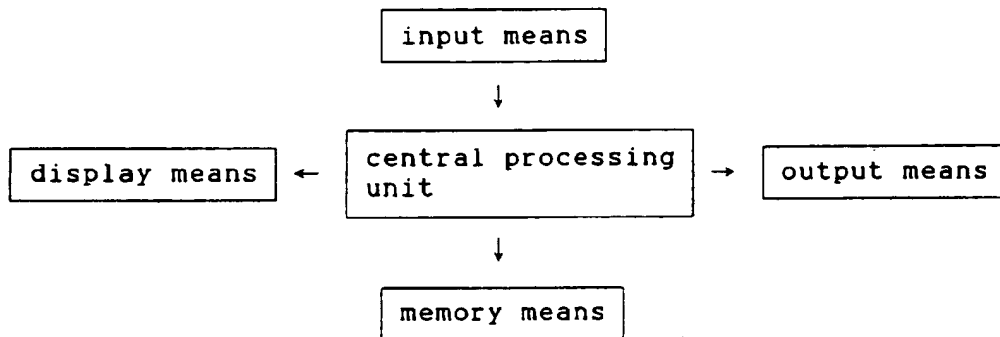 input means
↓
display means ← central processing unit → output means
↓
memory means